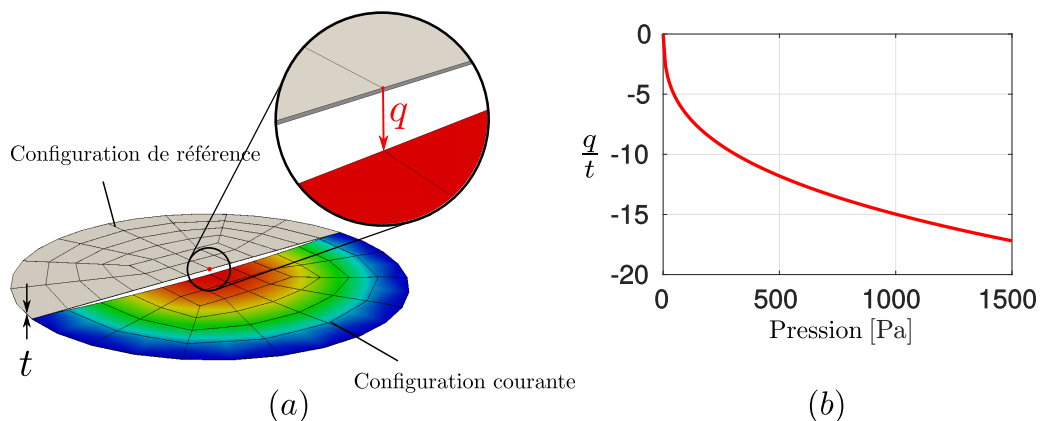 q
Configuration de référence
t
Configuration courante
(a)
0
-5
-10
-15
-20
q
t
0
500
1000
1500
Pression [Pa]
(b)